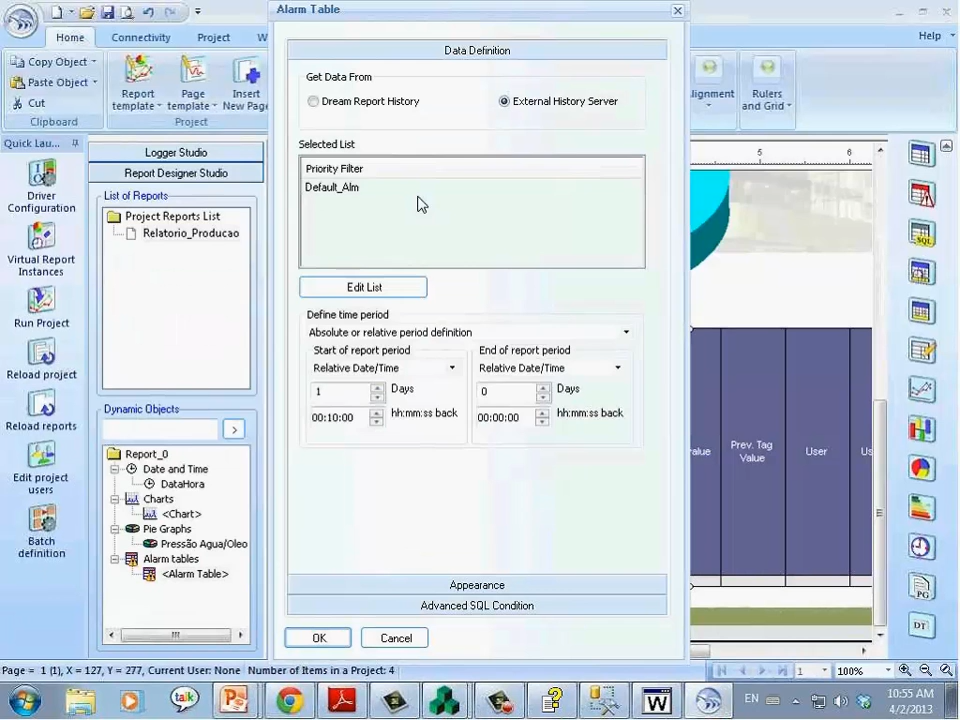 Alarm Table
Home
Connectivity
Project
W
Help
Copy Object
Paste Object
Cut
Clipboard
Report
template
Page
template
Insert
New Page
Project
lignment
Rulers
and Grid
Quick Lau...
Driver
Configuration
Virtual Report
Instances
Run Project
Reload project
Reload reports
Edit project
users
Batch
definition
Logger Studio
Report Designer Studio
List of Reports
Project Reports List
Relatorio_Producao
Dynamic Objects
>
Report_0
Date and Time
DataHora
Charts
<Chart>
Pie Graphs
Pressão Agua/Oleo
Alarm tables
<Alarm Table>
Data Definition
Get Data From
Dream Report History
External History Server
Selected List
Priority Filter
Default_Alm
Edit List
Define time period
Absolute or relative period definition
Start of report period
Relative Date/Time
1
Days
00:10:00
hh:mm:ss back
End of report period
Relative Date/Time
0
Days
00:00:00
hh:mm:ss back
Appearance
Advanced SQL Condition
OK
Cancel
5
6
alue
Prev. Tag
Value
User
Us
SQL
PG
DT
Page = 1 (1), X = 127, Y = 277, Current User: None Number of Items in a Project: 4
1
100%
talk
EN
10:55 AM
4/2/2013